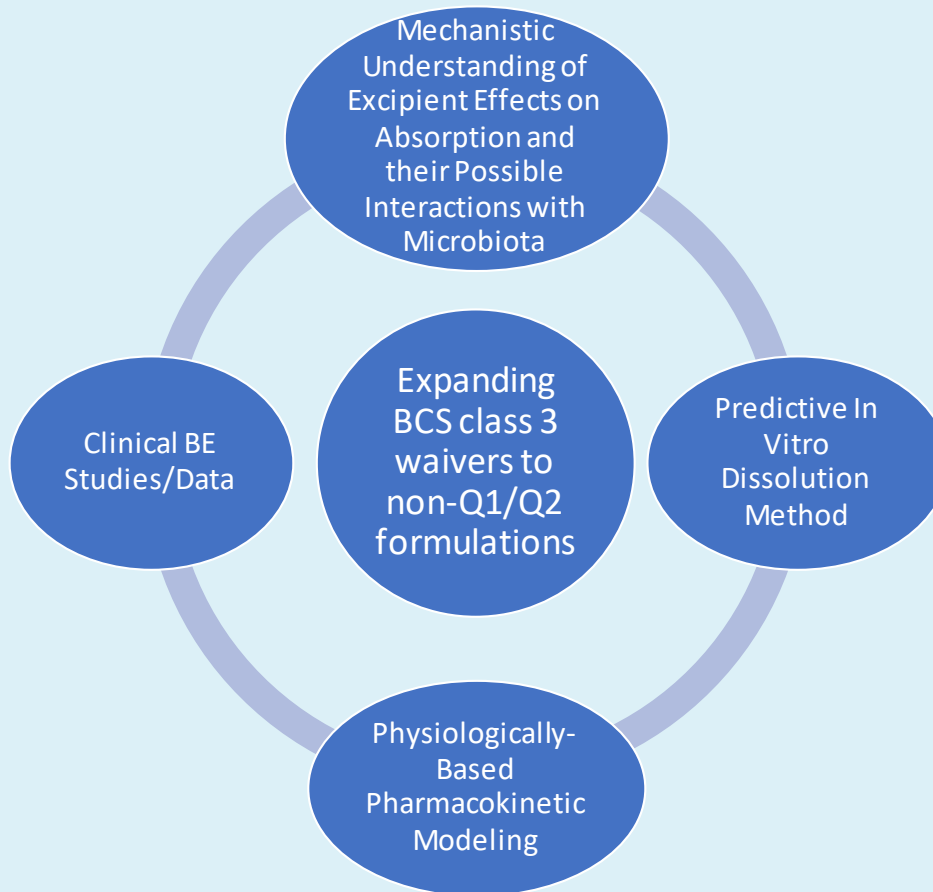 Mechanistic
Understanding of
Excipient Effects on
Absorption and
their Possible
Interactions with
Microbiota
Clinical BE
Studies/Data
Expanding
BCS class 3
waivers to
non-Q1/Q2
formulations
Predictive In
Vitro
Dissolution
Method
Physiologically-
Based
Pharmacokinetic
Modeling